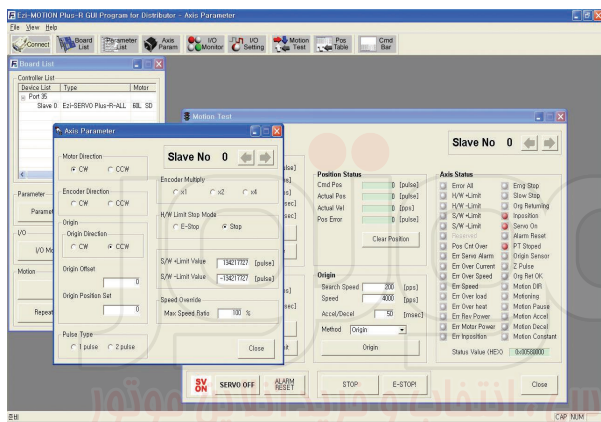 Ezi-MOTION Plus-R GUI Program for Distributor - Axis Parameter
File View Help
Connect
Board List
Parameter List
Axis Param
I/O Monitor
I/O Setting
Motion Test
Pos Table
Cmd Bar
Board List
Controller List
Device List Type Motor
Port 35
Slave 0 Ezi-SERVO Plus-R-ALL 60L SD
Parameter
Paramet
I/O
I/O Mo
Motion
Repeat
Axis Parameter
Slave No 0
Motor Direction
CW CCW
Encoder Direction
CW CCW
Origin
Origin Direction
CW CCW
Origin Offset
0
Origin Position Set
0
Pulse Type
1 pulse 2 pulse
Encoder Multiply
x1 x2 x4
H/W Limit Stop Mode
E-Stop Stop
S/W +Limit Value 134217727 [pulse]
S/W -Limit Value -134217727 [pulse]
Speed Override
Max Speed Ratio 100 %
Close
Motion Test
Slave No 0
Position Status
Cmd Pos 0 [pulse]
Actual Pos 0 [pulse]
Actual Vel 0 [pps]
Pos Error 0 [pulse]
Clear Position
Origin
Search Speed 200 [pps]
Speed 4000 [pps]
Accel/Decel 50 [msec]
Method Origin
Origin
Axis Status
Error All
H/W +Limit
H/W -Limit
S/W +Limit
S/W -Limit
Reserved
Pos Cnt Over
Err Servo Alarm
Err Over Current
Err Over Speed
Err Speed
Err Over load
Err Over heat
Err Rev Power
Err Motor Power
Err Inposition
Emg Stop
Slow Stop
Org Returning
Inposition
Servo On
Alarm Reset
PT Stoped
Origin Sensor
Z Pulse
Org Ret OK
Motion DIR
Motioning
Motion Pause
Motion Accel
Motion Decel
Motion Constant
Status Value (HEX) 0x00580000
SV ON
SERVO OFF
ALARM RESET
STOP
E-STOP!
Close
준비
CAP NUM